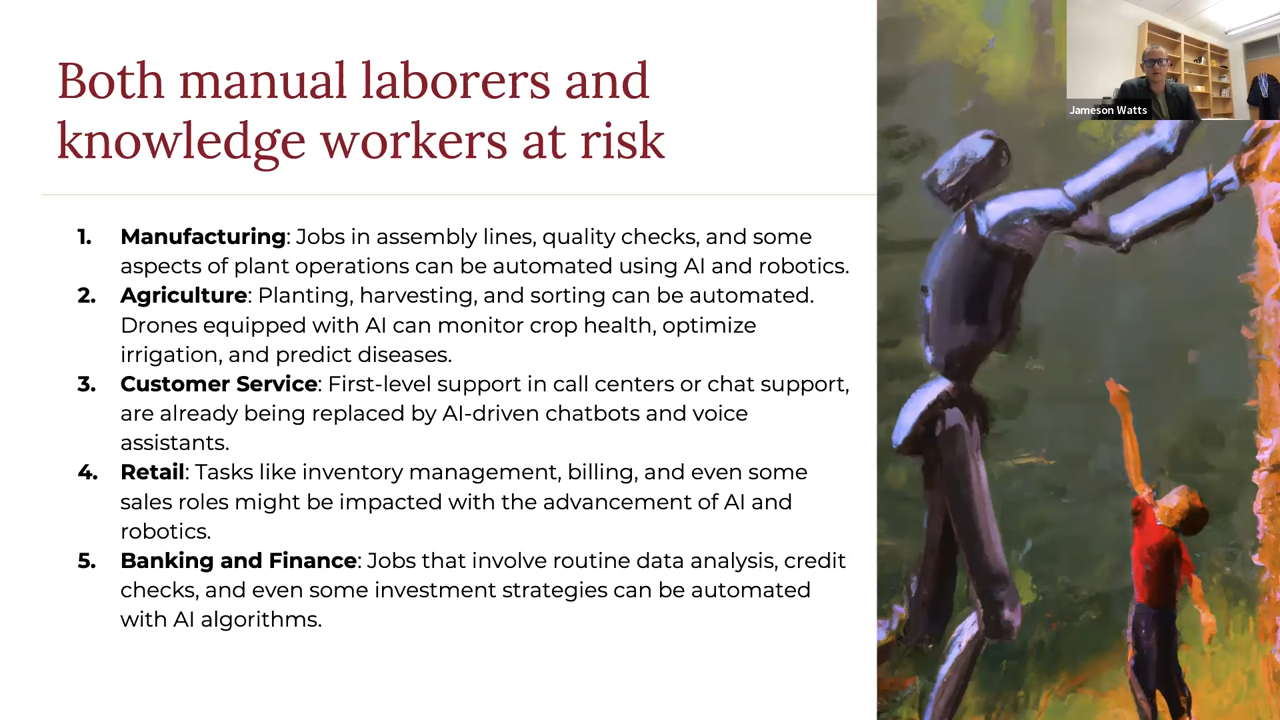 Both manual laborers and
knowledge workers at risk
1. Manufacturing: Jobs in assembly lines, quality checks, and some
aspects of plant operations can be automated using AI and robotics.
2. Agriculture: Planting, harvesting, and sorting can be automated.
Drones equipped with AI can monitor crop health, optimize
irrigation, and predict diseases.
3. Customer Service: First-level support in call centers or chat support,
are already being replaced by AI-driven chatbots and voice
assistants.
4. Retail: Tasks like inventory management, billing, and even some
sales roles might be impacted with the advancement of AI and
robotics.
5. Banking and Finance: Jobs that involve routine data analysis, credit
checks, and even some investment strategies can be automated
with AI algorithms.
Jameson Watts